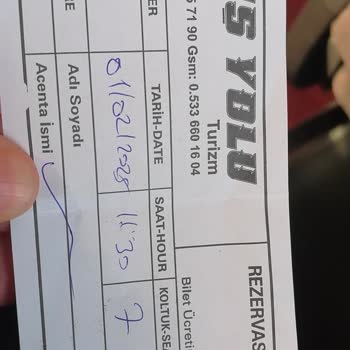 Ş YOLU
Turizm
5 71 90 Gsm: 0.533 660 16 04
REZERVAS
Bilet Ücreti
TARİH-DATE
SAAT-HOUR
KOLTUK-SE
01/02/2025
11:30
7
Adı Soyadı
Acenta İsmi